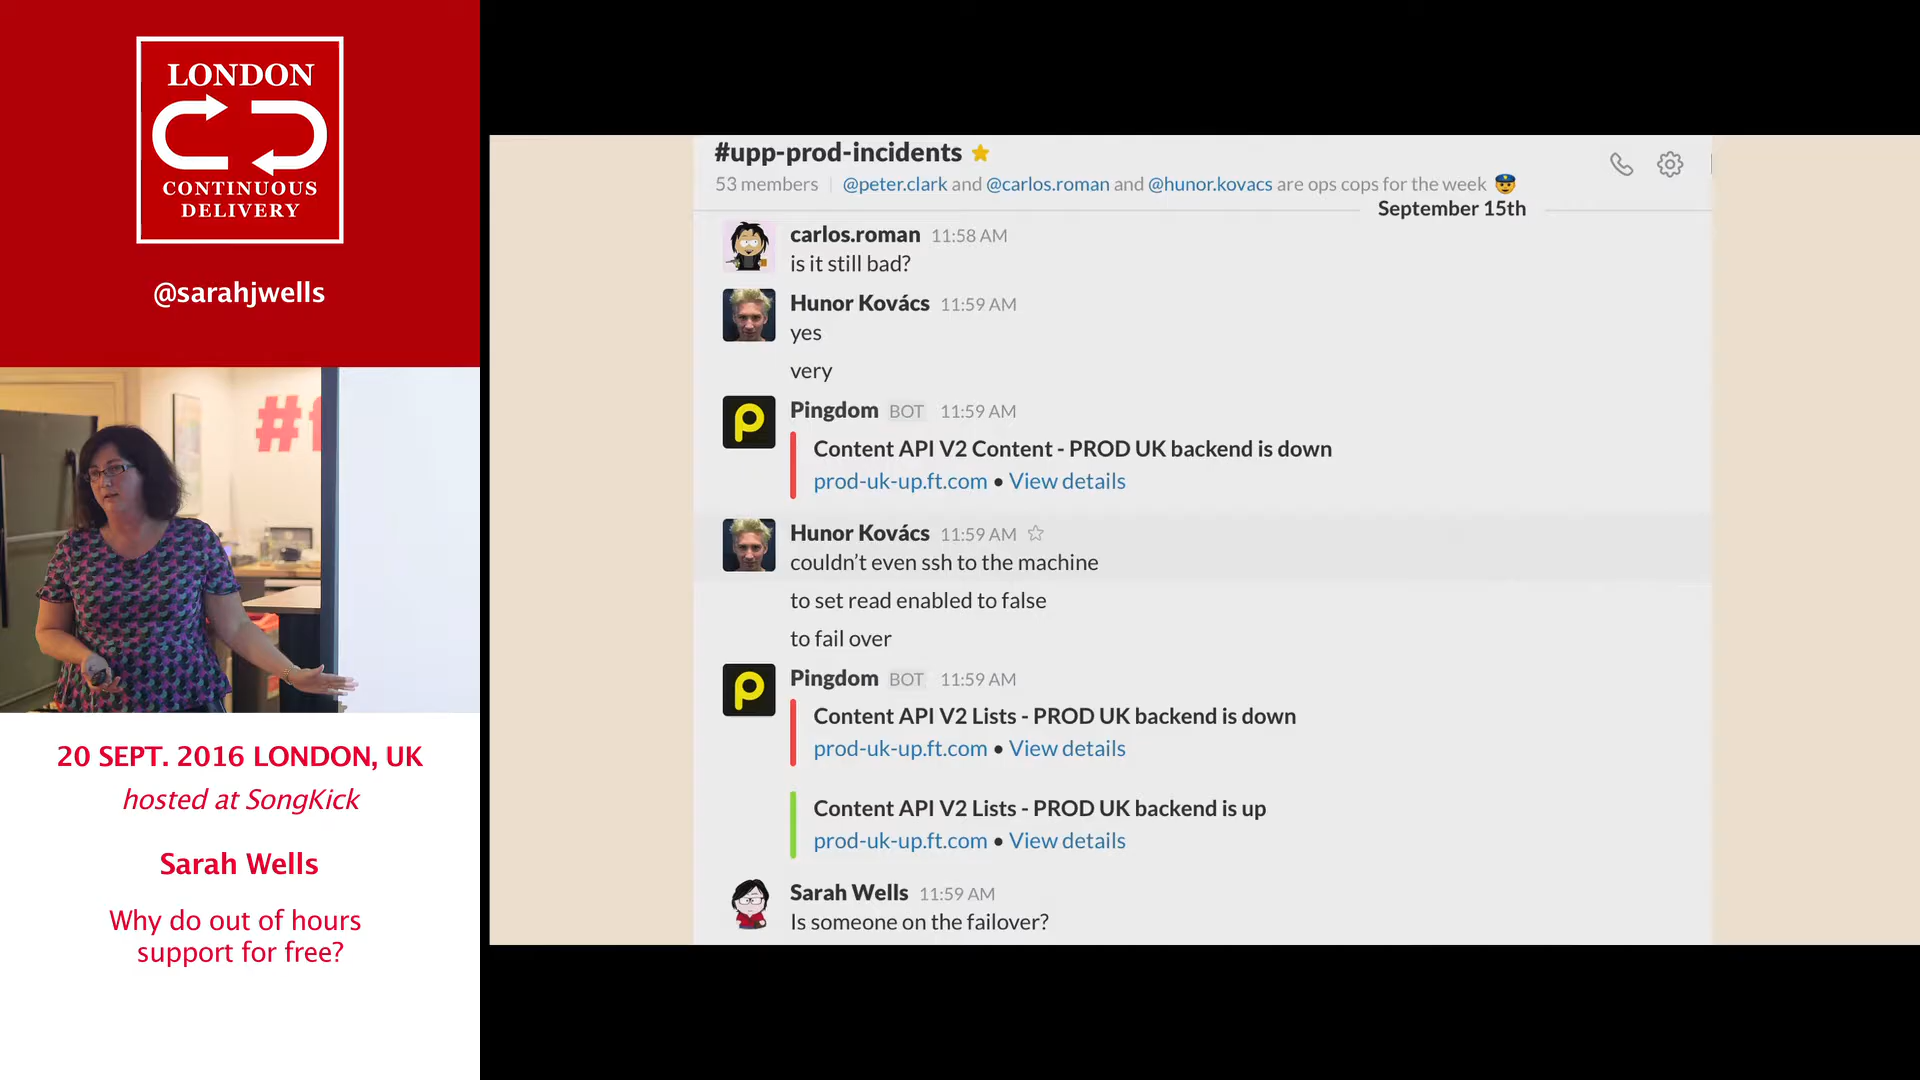 LONDON
CONTINUOUS
DELIVERY
@sarahjwells
#f
20 SEPT. 2016 LONDON, UK
hosted at SongKick
Sarah Wells
Why do out of hours
support for free?
#upp-prod-incidents
53 members @peter.clark and @carlos.roman and @hunor.kovacs are ops cops for the week
September 15th
carlos.roman 11:58 AM
is it still bad?
Hunor Kovács 11:59 AM
yes
very
Pingdom BOT 11:59 AM
Content API V2 Content - PROD UK backend is down
prod-uk-up.ft.com • View details
Hunor Kovács 11:59 AM
couldn't even ssh to the machine
to set read enabled to false
to fail over
Pingdom BOT 11:59 AM
Content API V2 Lists - PROD UK backend is down
prod-uk-up.ft.com • View details
Content API V2 Lists - PROD UK backend is up
prod-uk-up.ft.com • View details
Sarah Wells 11:59 AM
Is someone on the failover?